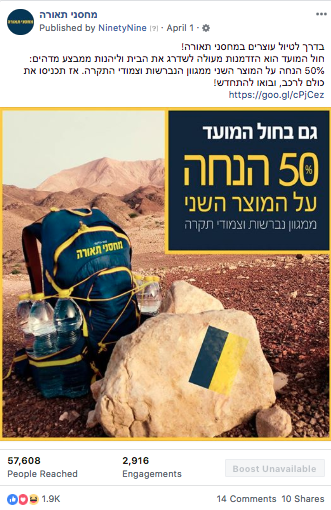 מחסני תאורה
Published by NinetyNine [?] · April 1 ·
בדרך לטיול עוצרים במחסני תאורה!
חול המועד הוא הזדמנות מעולה לשדרג את הבית וליהנות ממבצע מדהים:
50% הנחה על המוצר השני ממגוון הנברשות וצמודי התקרה. אז תכניסו את
כולם לרכב, ובואו להתחדש!
https://goo.gl/cPjCez
גם בחול המועד
50% הנחה
על המוצר השני
ממגוון נברשות וצמודי תקרה
מחסני תאורה
57,608
People Reached
2,916
Engagements
Boost Unavailable
1.9K
14 Comments 10 Shares